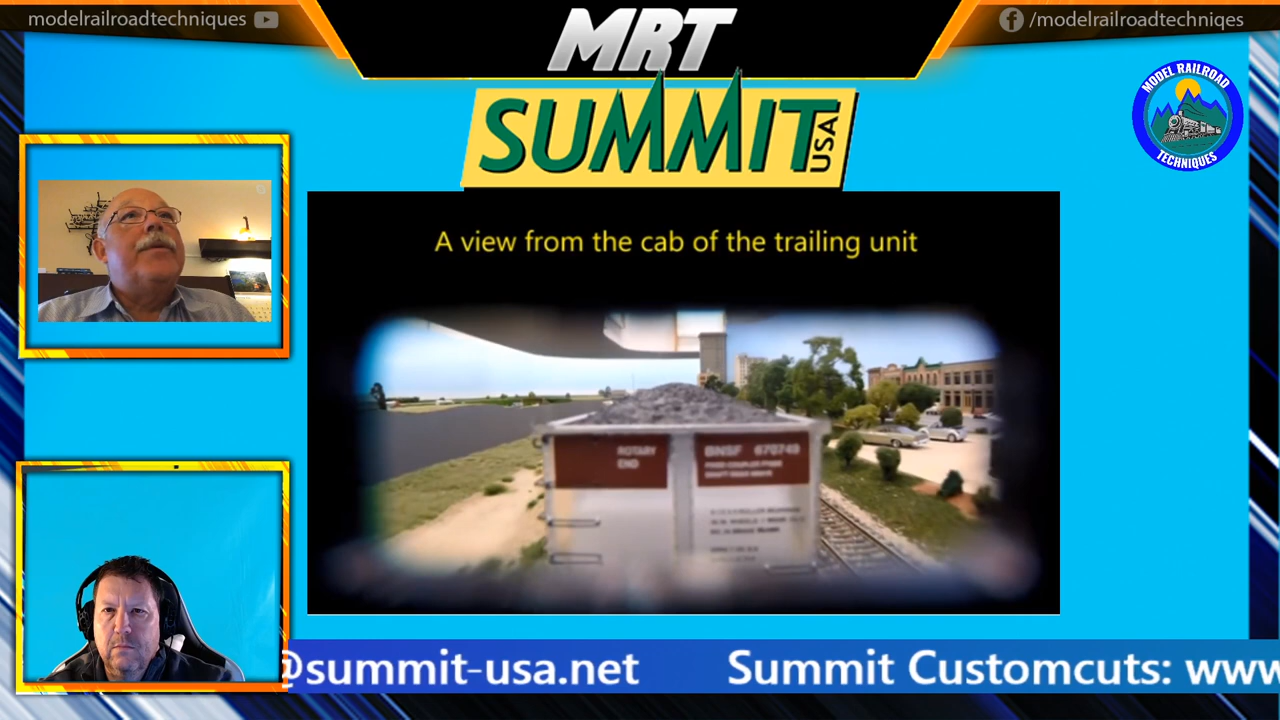 modelrailroadtechniques
/modelrailroadtechniqes
MRT
SUMMIT USA
MODEL RAILROAD
TECHNIQUES
A view from the cab of the trailing unit
ROTARY
END
BNSF 670749
@summit-usa.net Summit Customcuts: www